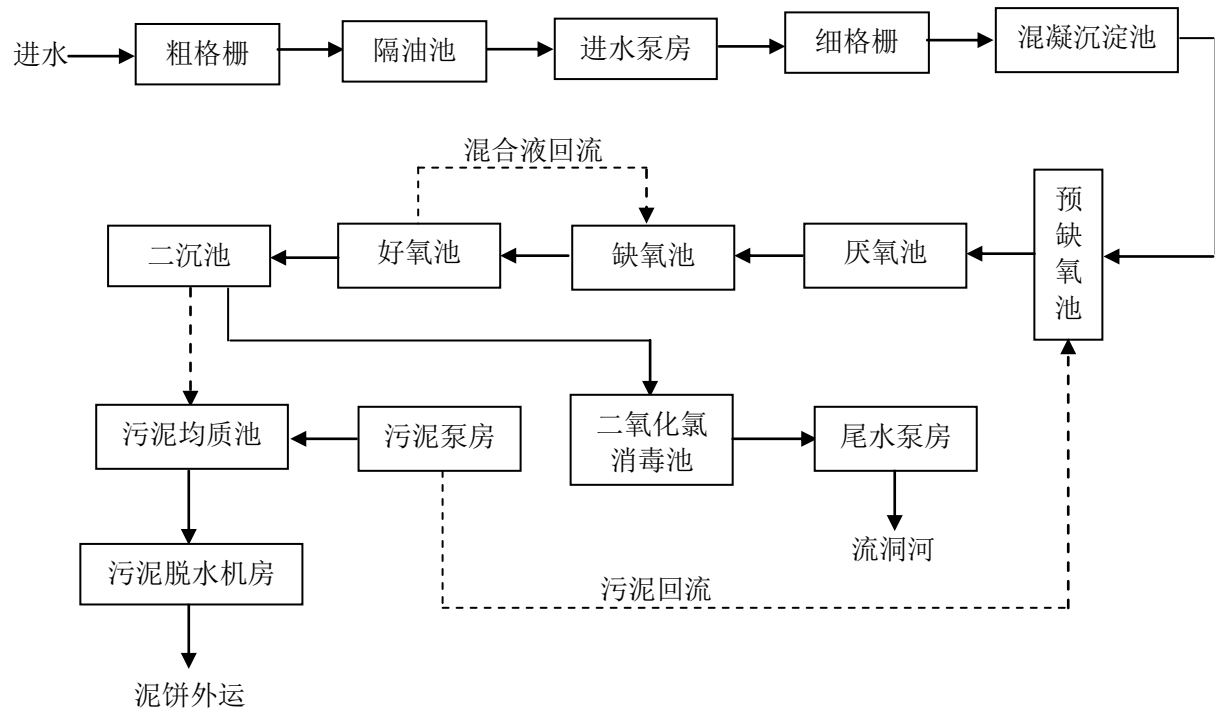 进水
粗格栅
隔油池
进水泵房
细格栅
混凝沉淀池
混合液回流
二沉池
好氧池
缺氧池
厌氧池
预
缺
氧
池
污泥均质池
污泥泵房
二氧化氯
消毒池
尾水泵房
流洞河
污泥脱水机房
污泥回流
泥饼外运